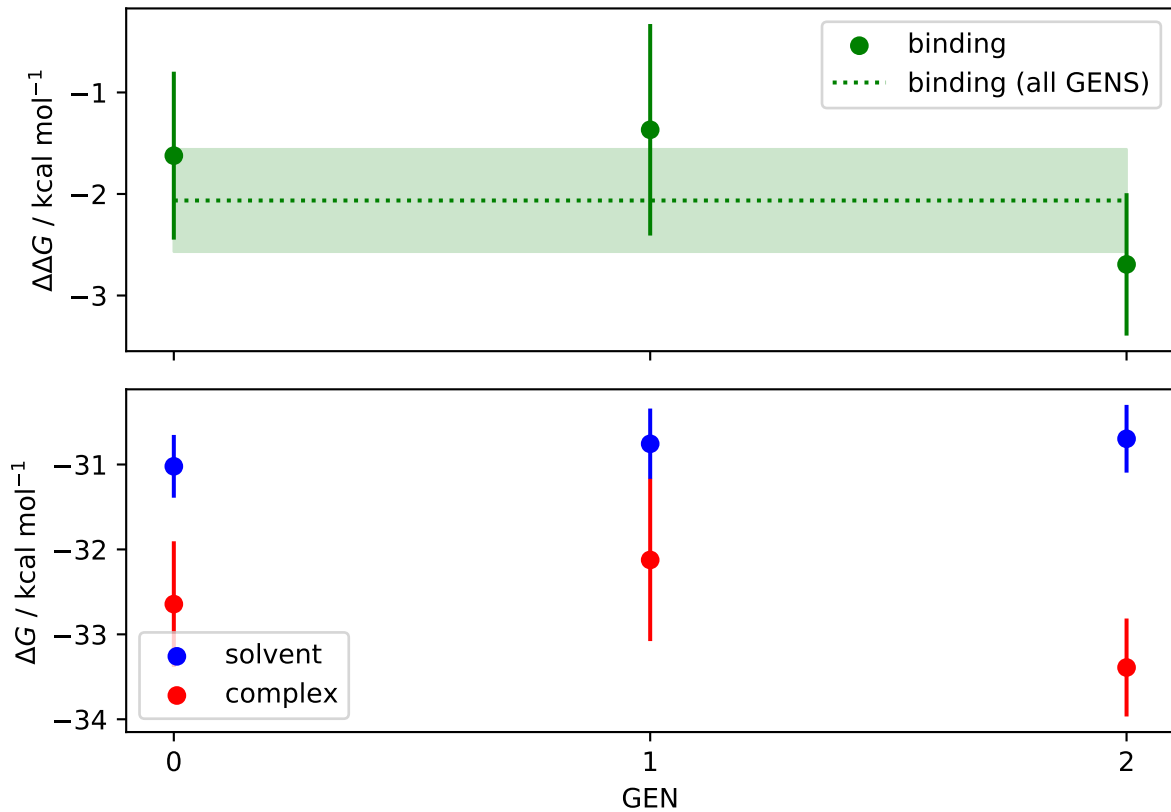 binding
binding (all GENS)
ΔΔG / kcal mol⁻¹
−1
−2
−3
ΔG / kcal mol⁻¹
−31
−32
−33
−34
solvent
complex
0 1 2
GEN